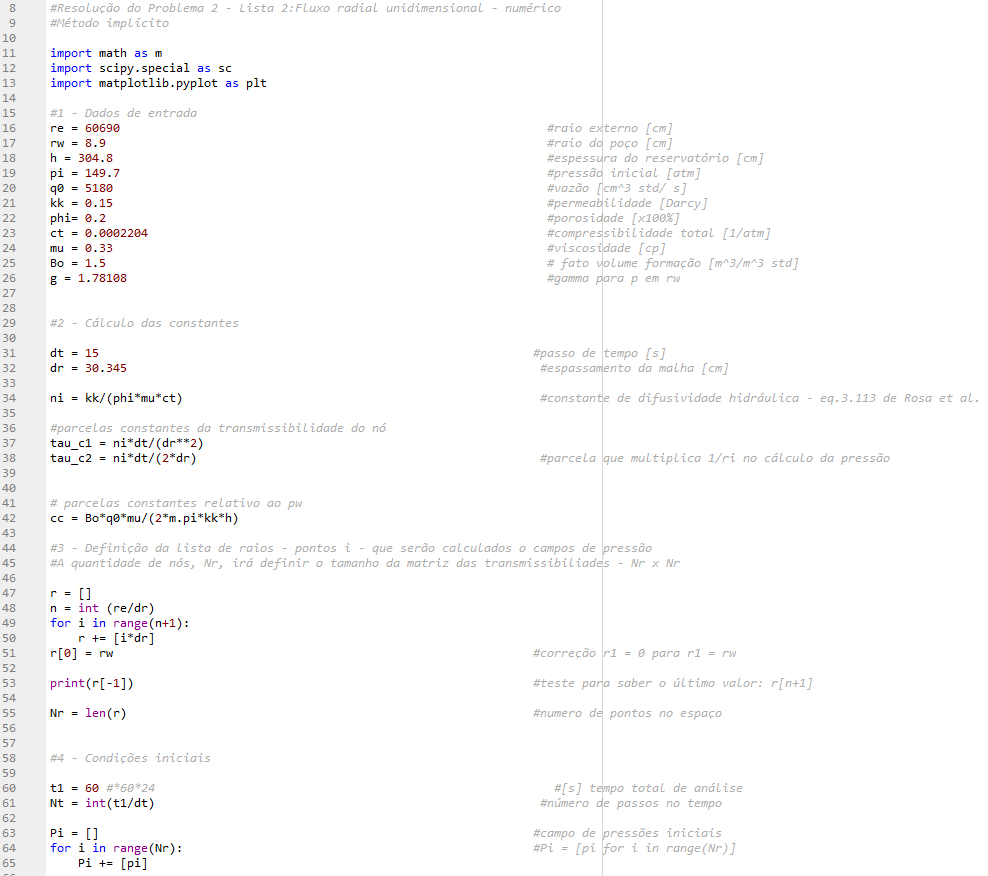 8 #Resolução do Problema 2 - Lista 2:Fluxo radial unidimensional - numérico
9 #Método implícito
10
11 import math as m
12 import scipy.special as sc
13 import matplotlib.pyplot as plt
14
15 #1 - Dados de entrada
16 re = 60690 #raio externo [cm]
17 rw = 8.9 #raio do poço [cm]
18 h = 304.8 #espessura do reservatório [cm]
19 pi = 149.7 #pressão inicial [atm]
20 q0 = 5180 #vazão [cm^3 std/ s]
21 kk = 0.15 #permeabilidade [Darcy]
22 phi= 0.2 #porosidade [x100%]
23 ct = 0.0002204 #compressibilidade total [1/atm]
24 mu = 0.33 #viscosidade [cp]
25 Bo = 1.5 # fato volume formação [m^3/m^3 std]
26 g = 1.78108 #gamma para p em rw
27
28
29 #2 - Cálculo das constantes
30
31 dt = 15 #passo de tempo [s]
32 dr = 30.345 #espassamento da malha [cm]
33
34 ni = kk/(phi*mu*ct) #constante de difusividade hidráulica - eq.3.113 de Rosa et al.
35
36 #parcelas constantes da transmissibilidade do nó
37 tau_c1 = ni*dt/(dr**2)
38 tau_c2 = ni*dt/(2*dr) #parcela que multiplica 1/ri no cálculo da pressão
39
40
41 # parcelas constantes relativo ao pw
42 cc = Bo*q0*mu/(2*m.pi*kk*h)
43
44 #3 - Definição da lista de raios - pontos i - que serão calculados o campos de pressão
45 #A quantidade de nós, Nr, irá definir o tamanho da matriz das transmissibiliades - Nr x Nr
46
47 r = []
48 n = int (re/dr)
49 for i in range(n+1):
50 r += [i*dr]
51 r[0] = rw #correção r1 = 0 para r1 = rw
52
53 print(r[-1]) #teste para saber o último valor: r[n+1]
54
55 Nr = len(r) #numero de pontos no espaço
56
57
58 #4 - Condições iniciais
59
60 t1 = 60 #*60*24 #[s] tempo total de análise
61 Nt = int(t1/dt) #número de passos no tempo
62
63 Pi = [] #campo de pressões iniciais
64 for i in range(Nr): #Pi = [pi for i in range(Nr)]
65 Pi += [pi]